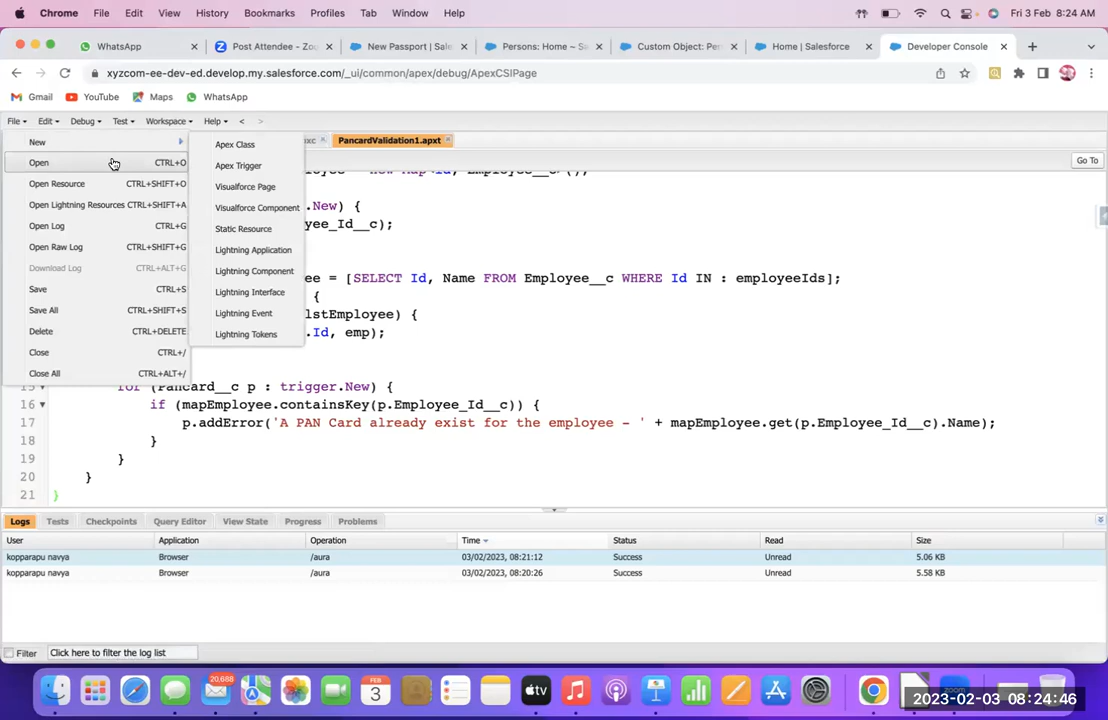 Chrome File Edit View History Bookmarks Profiles Tab Window Help Fri 3 Feb 8:24 AM
WhatsApp Post Attendee – Zo New Passport | Sale Persons: Home ~ Sa Custom Object: Per Home | Salesforce Developer Console
xyzcom-ee-dev-ed.develop.my.salesforce.com/_ui/common/apex/debug/ApexCSIPage
Gmail YouTube Maps WhatsApp
File Edit Debug Test Workspace Help < >
New
Open CTRL+O
Open Resource CTRL+SHIFT+O
Open Lightning Resources CTRL+SHIFT+A
Open Log CTRL+G
Open Raw Log CTRL+SHIFT+G
Download Log CTRL+ALT+G
Save CTRL+S
Save All CTRL+SHIFT+S
Delete CTRL+DELETE
Close CTRL+/
Close All CTRL+ALT+/
Apex Class
Apex Trigger
Visualforce Page
Visualforce Component
Static Resource
Lightning Application
Lightning Component
Lightning Interface
Lightning Event
Lightning Tokens
PancardValidation1.apxt
Go To
r.New) {
yee_Id__c);
ee = [SELECT Id, Name FROM Employee__c WHERE Id IN : employeeIds];
{
lstEmployee) {
.Id, emp);
for (Pancard__c p : trigger.New) {
16 if (mapEmployee.containsKey(p.Employee_Id__c)) {
17 p.addError('A PAN Card already exist for the employee - ' + mapEmployee.get(p.Employee_Id__c).Name);
18 }
19 }
20 }
21 }
Logs Tests Checkpoints Query Editor View State Progress Problems
User Application Operation Time Status Read Size
kopparapu navya Browser /aura 03/02/2023, 08:21:12 Success Unread 5.06 KB
kopparapu navya Browser /aura 03/02/2023, 08:20:26 Success Unread 5.58 KB
Filter Click here to filter the log list
20,688
FEB
3
tv
2023-02-03 08:24:46